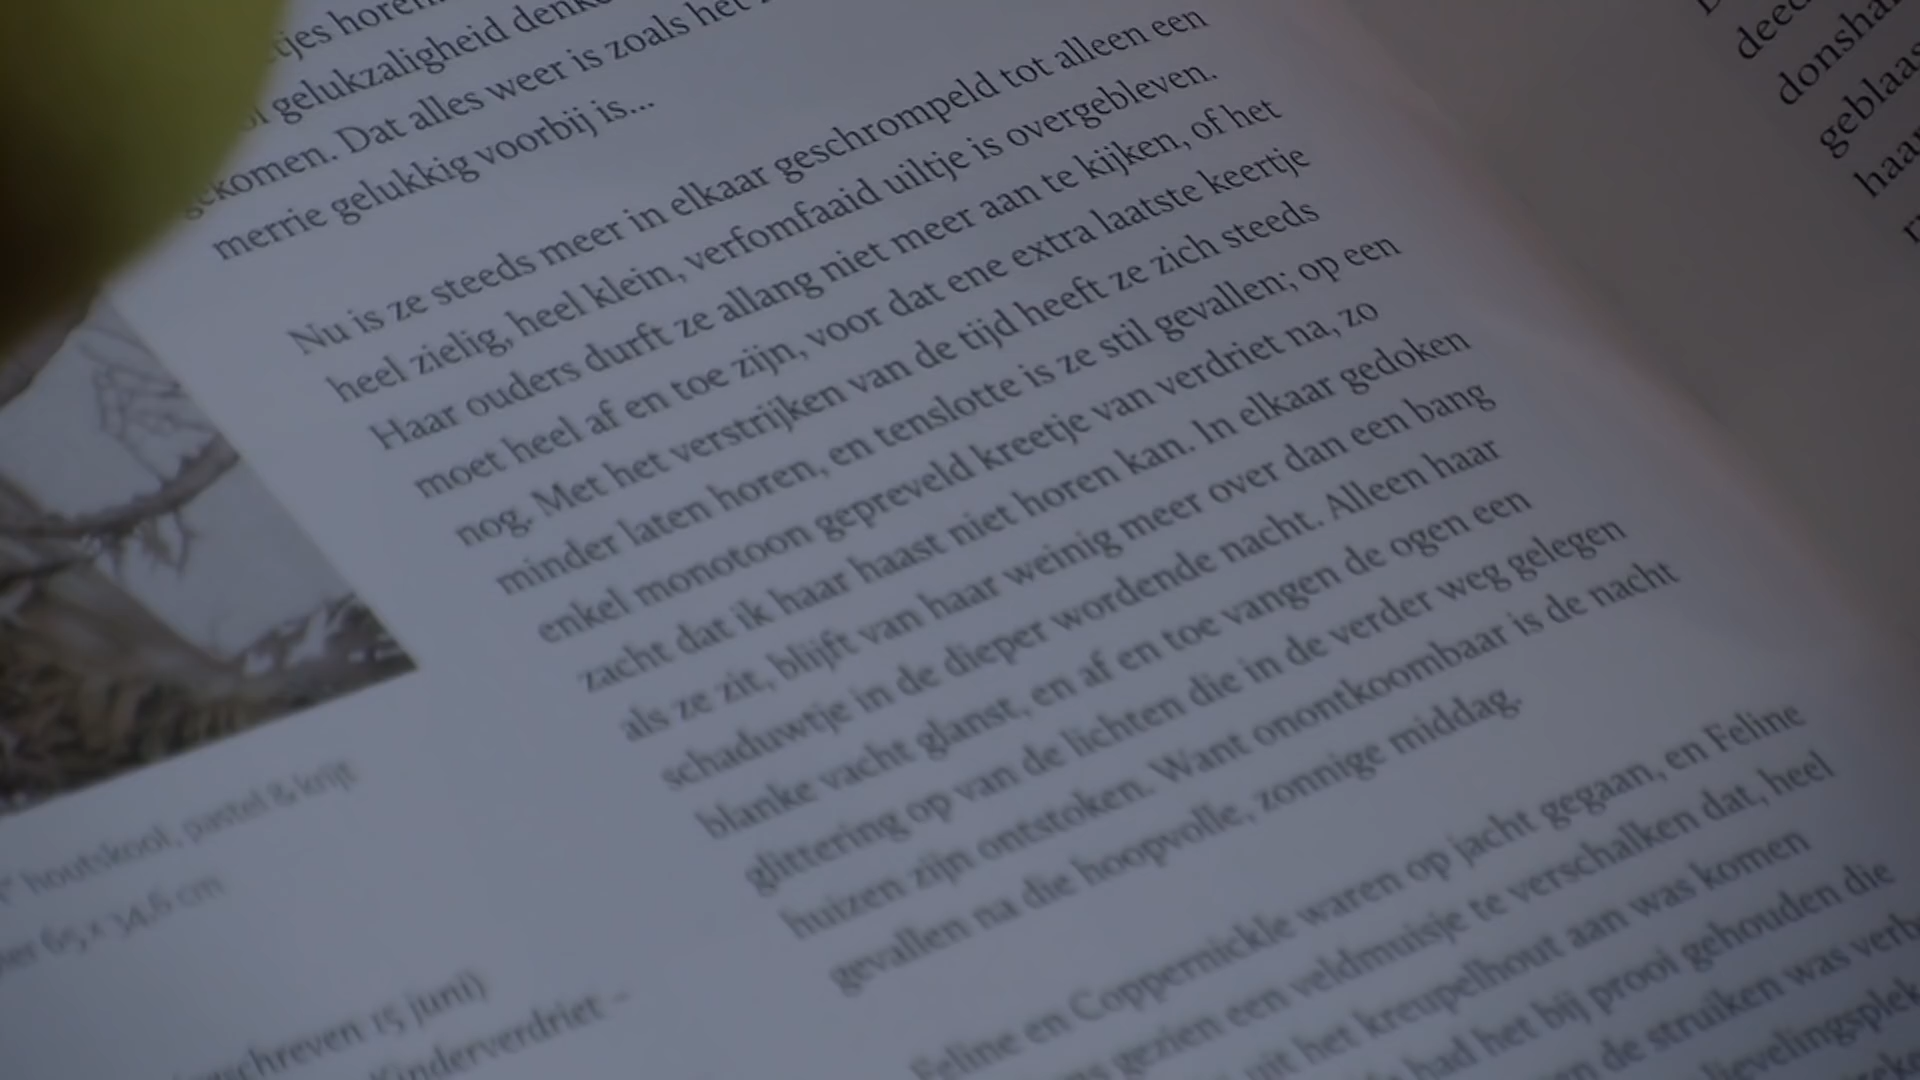 etjes horen.
gelukzaligheid denk
gekomen. Dat alles weer is zoals het
merrie gelukkig voorbij is...
Nu is ze steeds meer in elkaar geschrompeld tot alleen een
heel zielig, heel klein, verfomfaaid uiltje is overgebleven.
Haar ouders durft ze allang niet meer aan te kijken, of het
moet heel af en toe zijn, voor dat ene extra laatste keertje
nog. Met het verstrijken van de tijd heeft ze zich steeds
minder laten horen, en tenslotte is ze stil gevallen; op een
enkel monotoon gepreveld kreetje van verdriet na, zo
zacht dat ik haar haast niet horen kan. In elkaar gedoken
als ze zit, blijft van haar weinig meer over dan een bang
schaduwtje in de dieper wordende nacht. Alleen haar
blanke vacht glanst, en af en toe vangen de ogen een
glittering op van de lichten die in de verder weg gelegen
huizen zijn ontstoken. Want onontkoombaar is de nacht
gevallen na die hoopvolle, zonnige middag.
Feline en Coppernickle waren op jacht gegaan, en Feline
gezien een veldmuisje te verschalken dat, heel
uit het kreupelhout aan was komen
had het bij prooi gehouden die
en de struiken was verb
lievelingsplek
houtskool, pastel & krijt
65 x 34,6 cm
geschreven 15 juni)
Kinderverdriet –
deed
donsha
geblaas
haar